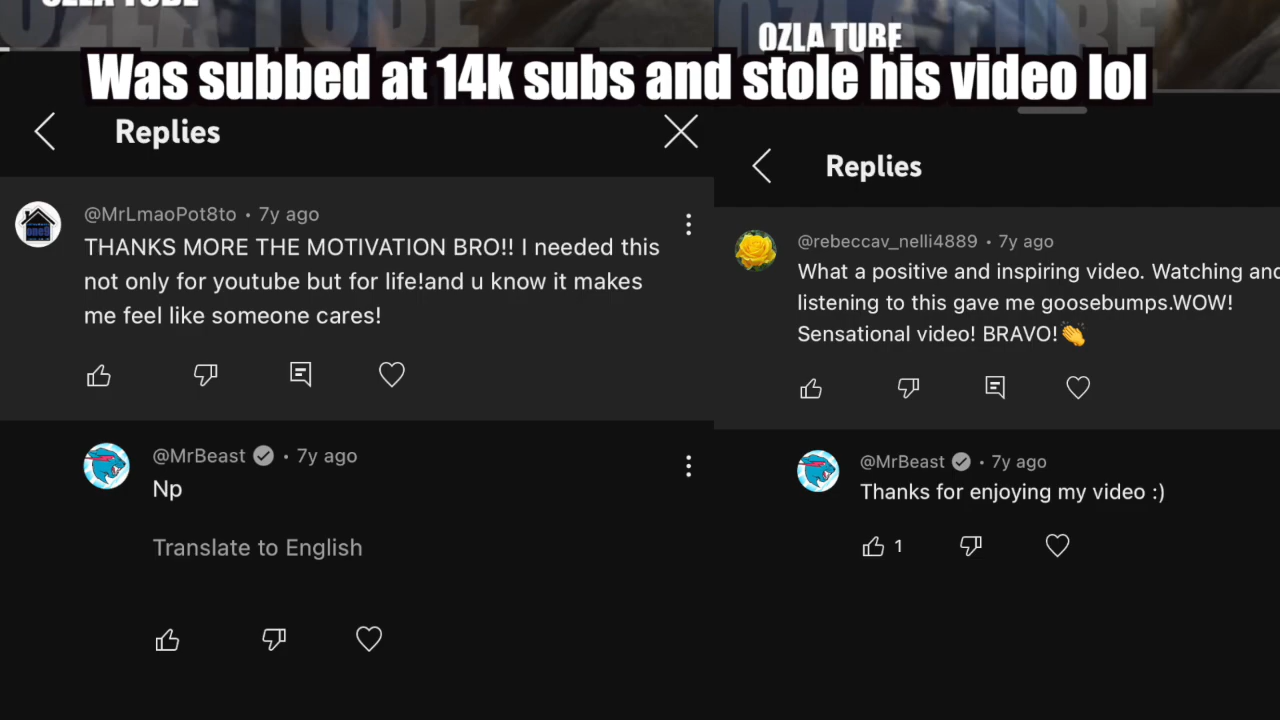 OZLA TUBE
OZLA TUBE
Was subbed at 14k subs and stole his video lol
Replies
@MrLmaoPot8to • 7y ago
THANKS MORE THE MOTIVATION BRO!! I needed this
not only for youtube but for life!and u know it makes
me feel like someone cares!
@MrBeast • 7y ago
Np
Translate to English
Replies
@rebeccav_nelli4889 • 7y ago
What a positive and inspiring video. Watching and
listening to this gave me goosebumps.WOW!
Sensational video! BRAVO!👏
@MrBeast • 7y ago
Thanks for enjoying my video :)
1